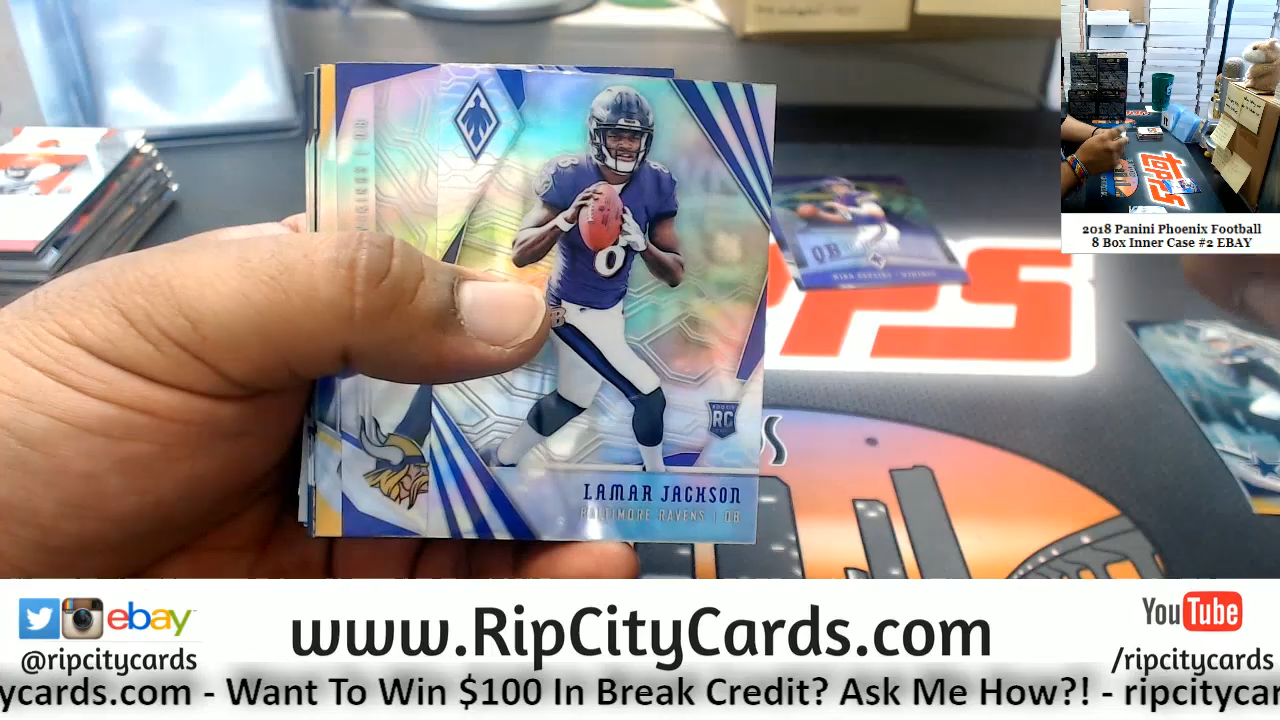 2018 Panini Phoenix Football
8 Box Inner Case #2 EBAY
QB
8
RC
LAMAR JACKSON
BALTIMORE RAVENS | QB
ebay
@ripcitycards
www.RipCityCards.com
YouTube
/ripcitycards
ycards.com - Want To Win $100 In Break Credit? Ask Me How?! - ripcitycar